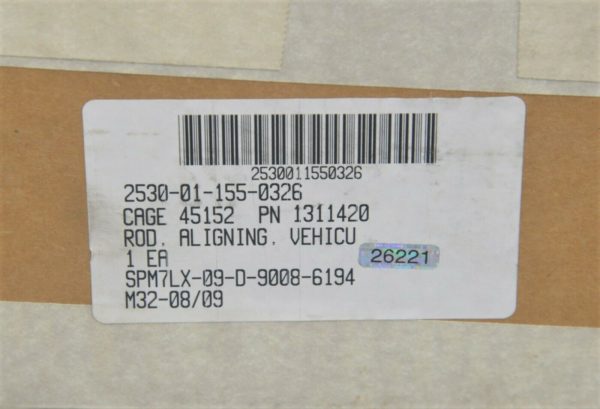 2530011550326
2530-01-155-0326
CAGE 45152 PN 1311420
ROD, ALIGNING, VEHICU
1 EA
26221
SPM7LX-09-D-9008-6194
M32-08/09